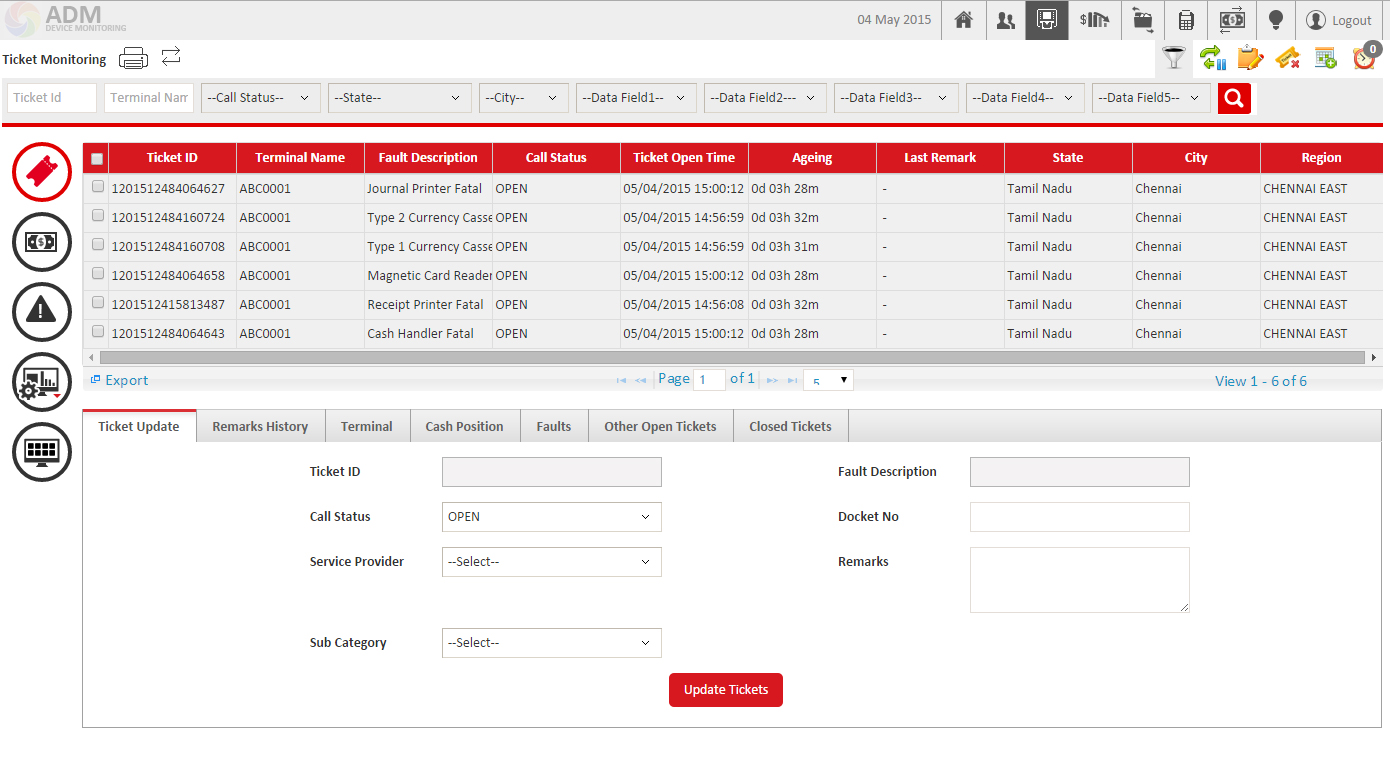 ADM
DEVICE MONITORING
04 May 2015
Logout
Ticket Monitoring
0
Ticket Id Terminal Nam --Call Status-- --State-- --City-- --Data Field1-- --Data Field2--- --Data Field3-- --Data Field4-- --Data Field5--
Ticket ID Terminal Name Fault Description Call Status Ticket Open Time Ageing Last Remark State City Region
1201512484064627 ABC0001 Journal Printer Fatal OPEN 05/04/2015 15:00:12 0d 03h 28m - Tamil Nadu Chennai CHENNAI EAST
1201512484160724 ABC0001 Type 2 Currency Casse OPEN 05/04/2015 14:56:59 0d 03h 32m - Tamil Nadu Chennai CHENNAI EAST
1201512484160708 ABC0001 Type 1 Currency Casse OPEN 05/04/2015 14:56:59 0d 03h 31m - Tamil Nadu Chennai CHENNAI EAST
1201512484064658 ABC0001 Magnetic Card Reader OPEN 05/04/2015 15:00:12 0d 03h 28m - Tamil Nadu Chennai CHENNAI EAST
1201512415813487 ABC0001 Receipt Printer Fatal OPEN 05/04/2015 14:56:08 0d 03h 32m - Tamil Nadu Chennai CHENNAI EAST
1201512484064643 ABC0001 Cash Handler Fatal OPEN 05/04/2015 15:00:12 0d 03h 28m - Tamil Nadu Chennai CHENNAI EAST
Export Page 1 of 1 5 View 1 - 6 of 6
Ticket Update Remarks History Terminal Cash Position Faults Other Open Tickets Closed Tickets
Ticket ID Fault Description
Call Status OPEN Docket No
Service Provider --Select-- Remarks
Sub Category --Select--
Update Tickets